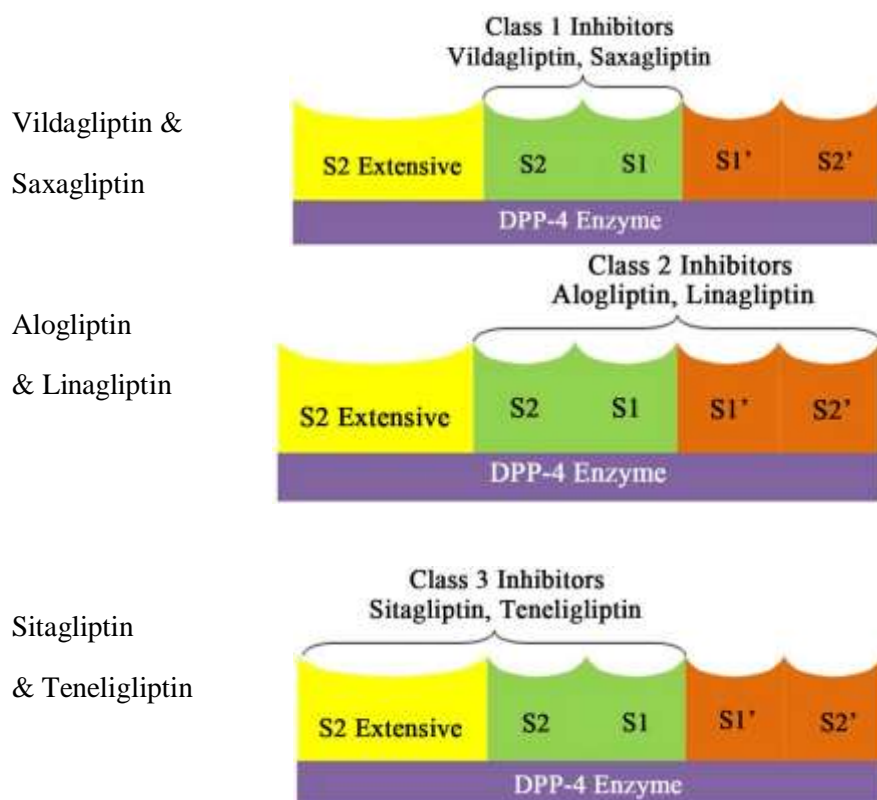 Class 1 Inhibitors
Vildagliptin, Saxagliptin
Vildagliptin &
Saxagliptin
S2 Extensive S2 S1 S1’ S2’
DPP-4 Enzyme
Class 2 Inhibitors
Alogliptin, Linagliptin
Alogliptin
& Linagliptin
S2 Extensive S2 S1 S1’ S2’
DPP-4 Enzyme
Class 3 Inhibitors
Sitagliptin, Teneligliptin
Sitagliptin
& Teneligliptin
S2 Extensive S2 S1 S1’ S2’
DPP-4 Enzyme